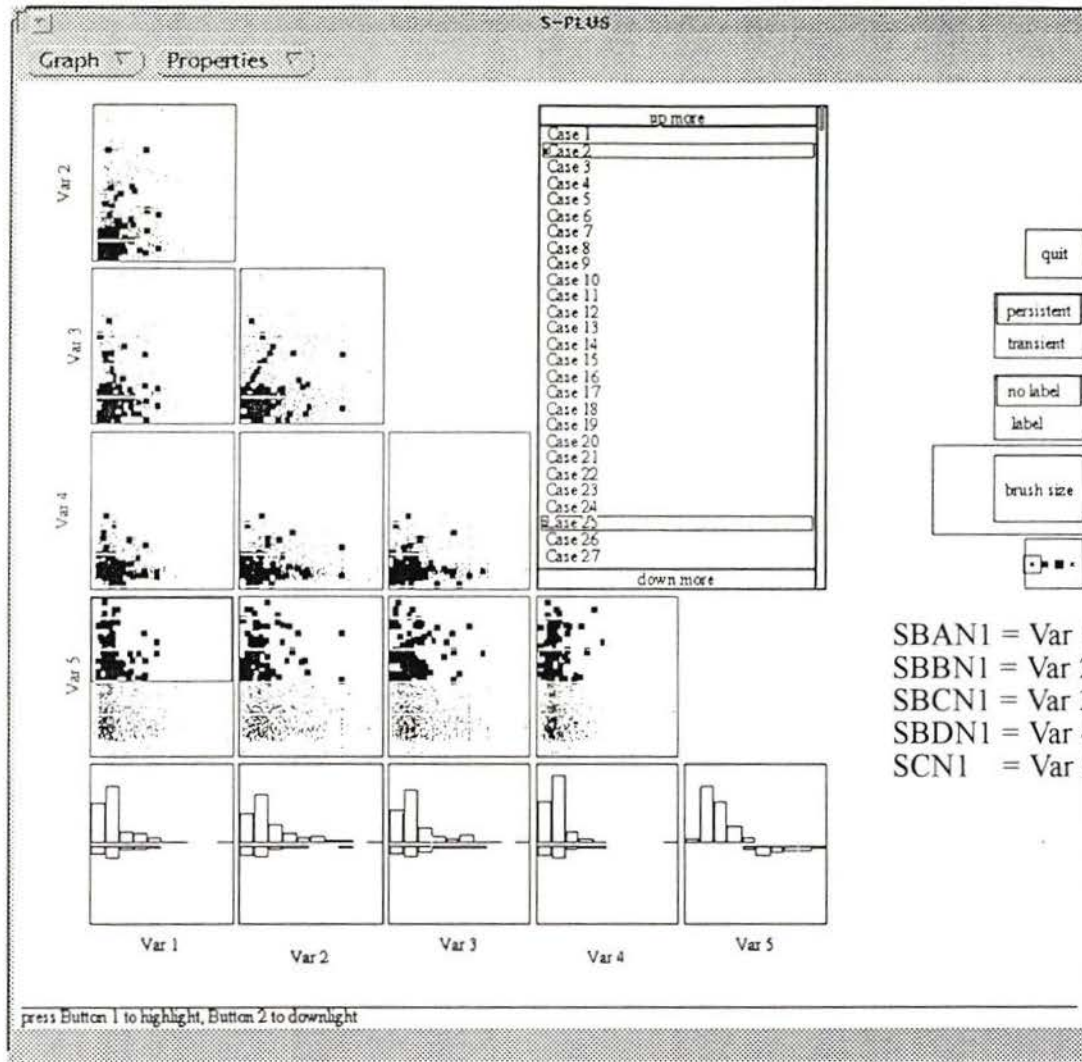 S-PLUS
Graph Properties
Var 2
Var 3
Var 4
Var 5
up more
Case 1
Case 2
Case 3
Case 4
Case 5
Case 6
Case 7
Case 8
Case 9
Case 10
Case 11
Case 12
Case 13
Case 14
Case 15
Case 16
Case 17
Case 18
Case 19
Case 20
Case 21
Case 22
Case 23
Case 24
Case 25
Case 26
Case 27
down more
quit
persistent
transient
no label
label
brush size
SBAN1 = Var
SBBN1 = Var
SBCN1 = Var
SBDN1 = Var
SCN1 = Var
Var 1
Var 2
Var 3
Var 4
Var 5
press Button 1 to highlight, Button 2 to downlight